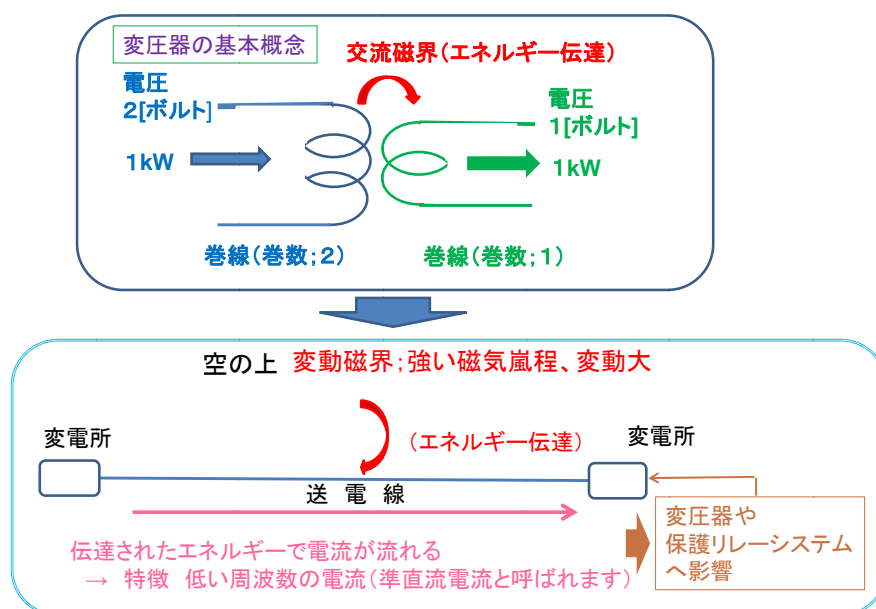 変圧器の基本概念
交流磁界(エネルギー伝達)
電圧
2[ボルト]
1kW
電圧
1[ボルト]
1kW
巻線(巻数;2)
巻線(巻数;1)
空の上 変動磁界;強い磁気嵐程、変動大
変電所
(エネルギー伝達)
変電所
送 電 線
伝達されたエネルギーで電流が流れる
→ 特徴 低い周波数の電流(準直流電流と呼ばれます)
変圧器や
保護リレーシステム
へ影響